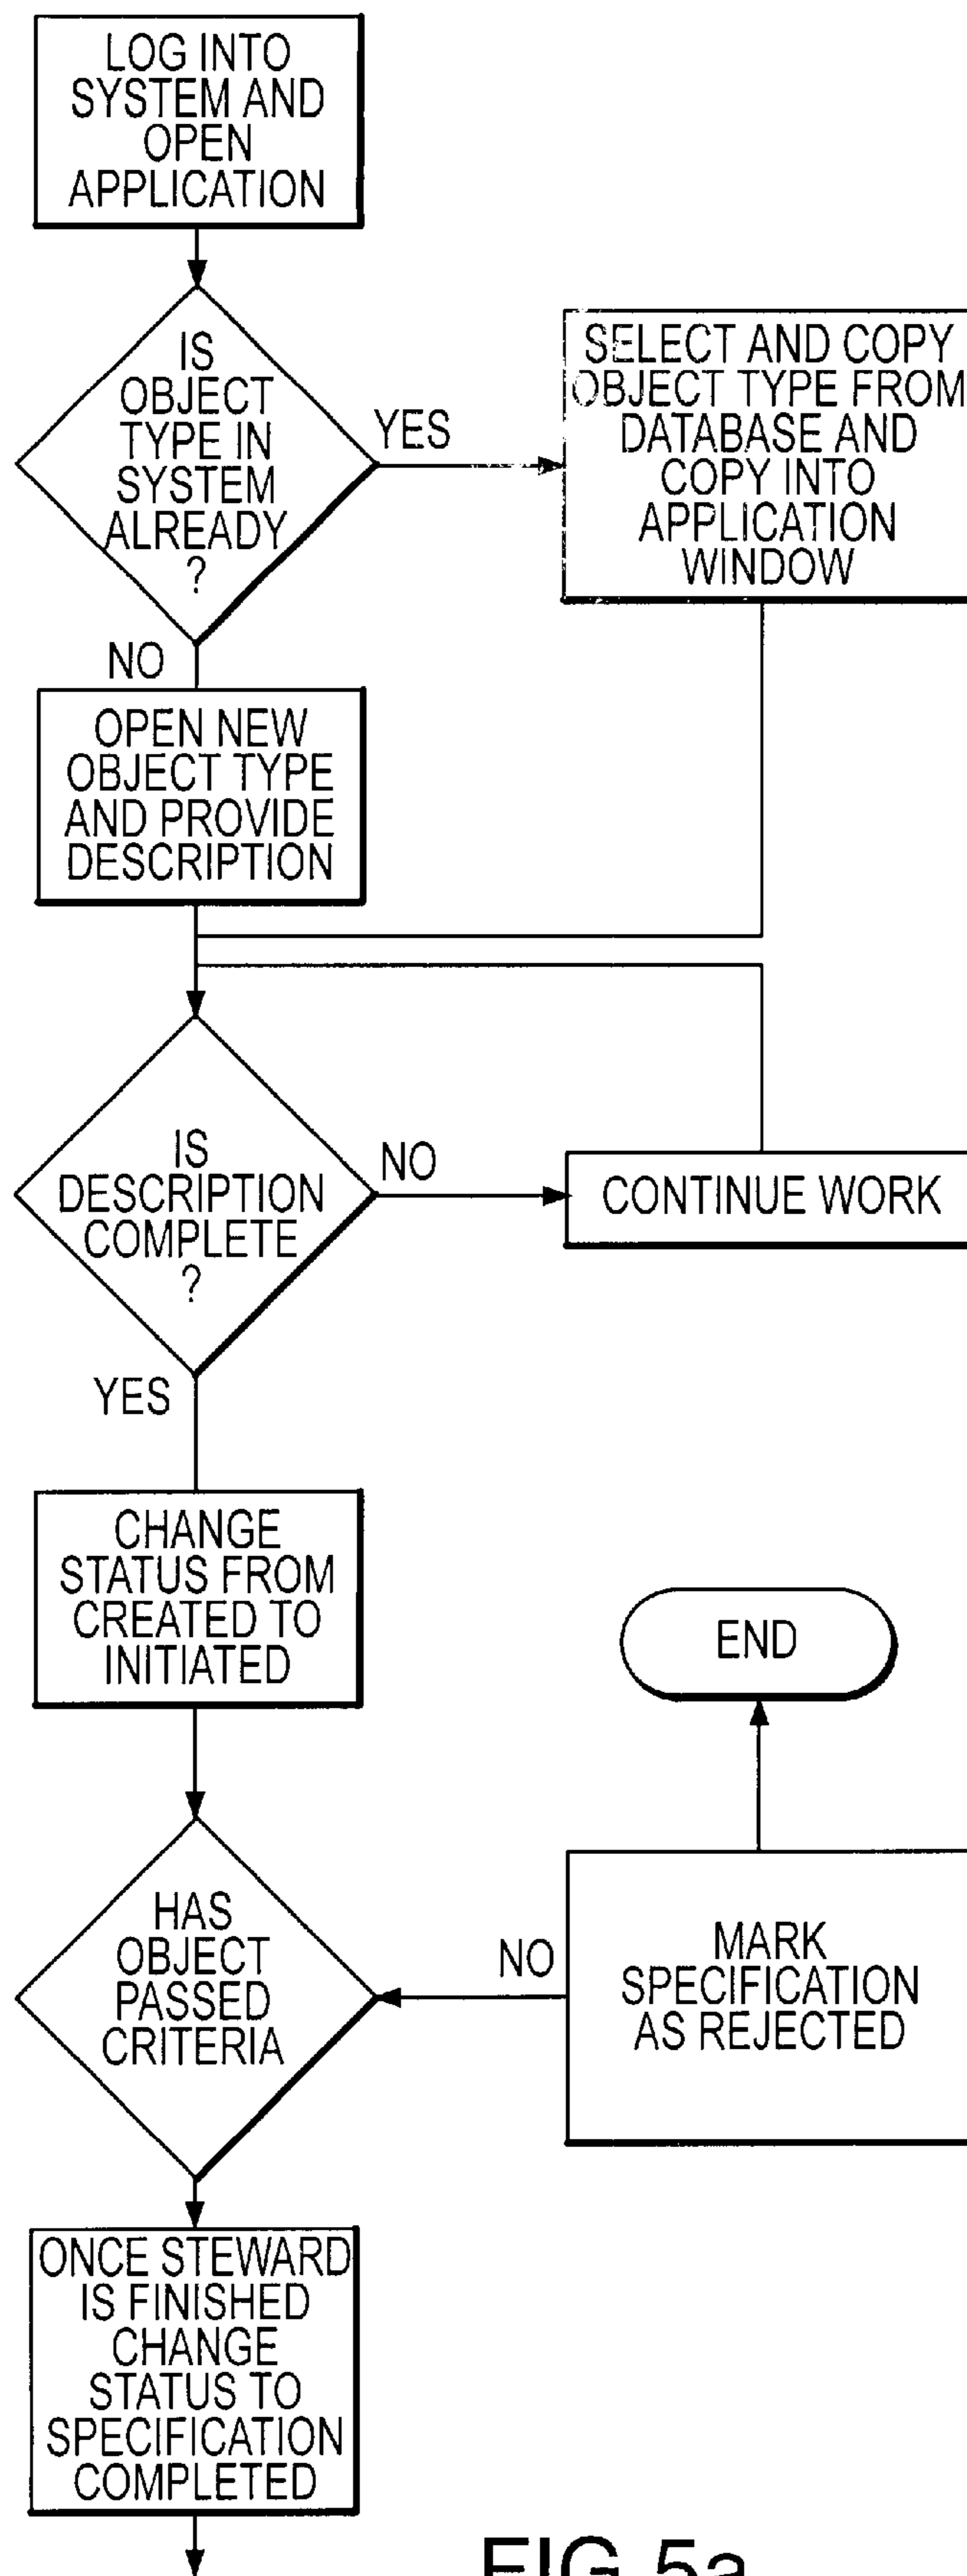 LOG INTO
SYSTEM AND
OPEN
APPLICATION
IS
OBJECT
TYPE IN
SYSTEM
ALREADY
?
YES
SELECT AND COPY
OBJECT TYPE FROM
DATABASE AND
COPY INTO
APPLICATION
WINDOW
NO
OPEN NEW
OBJECT TYPE
AND PROVIDE
DESCRIPTION
IS
DESCRIPTION
COMPLETE
?
NO
CONTINUE WORK
YES
CHANGE
STATUS FROM
CREATED TO
INITIATED
END
HAS
OBJECT
PASSED
CRITERIA
NO
MARK
SPECIFICATION
AS REJECTED
ONCE STEWARD
IS FINISHED
CHANGE
STATUS TO
SPECIFICATION
COMPLETED
FIG.5a